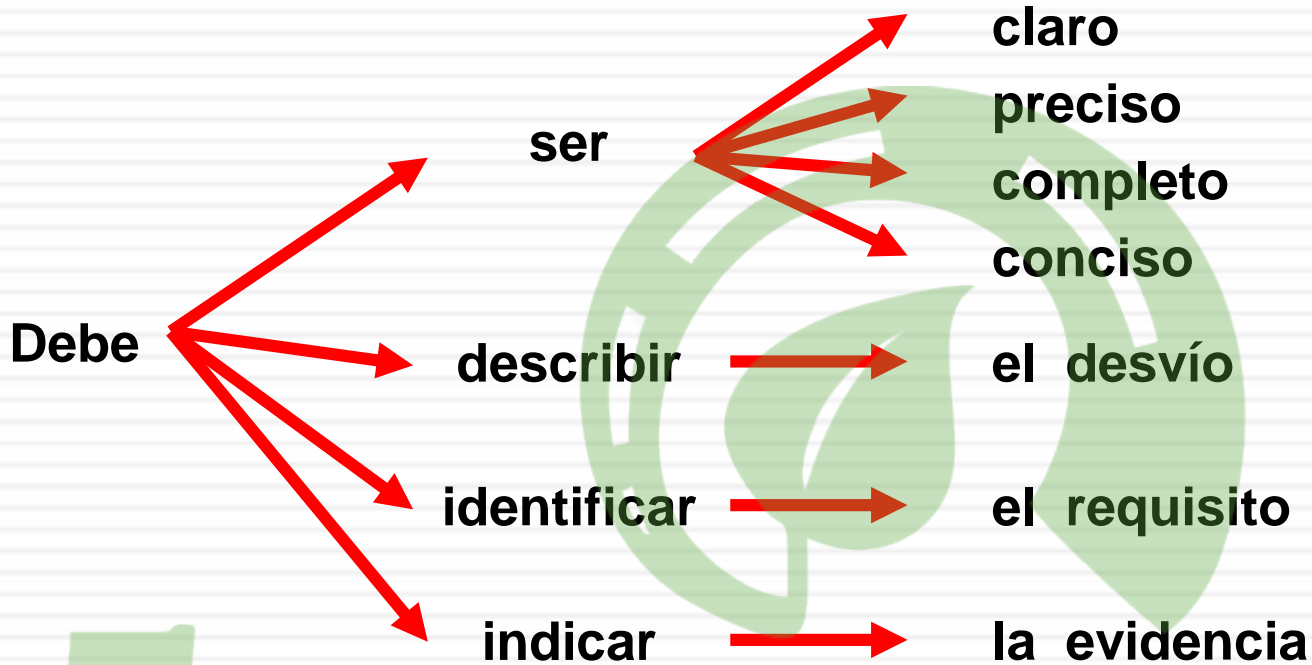 claro
preciso
ser
completo
conciso
Debe
describir el desvío
identificar el requisito
indicar la evidencia